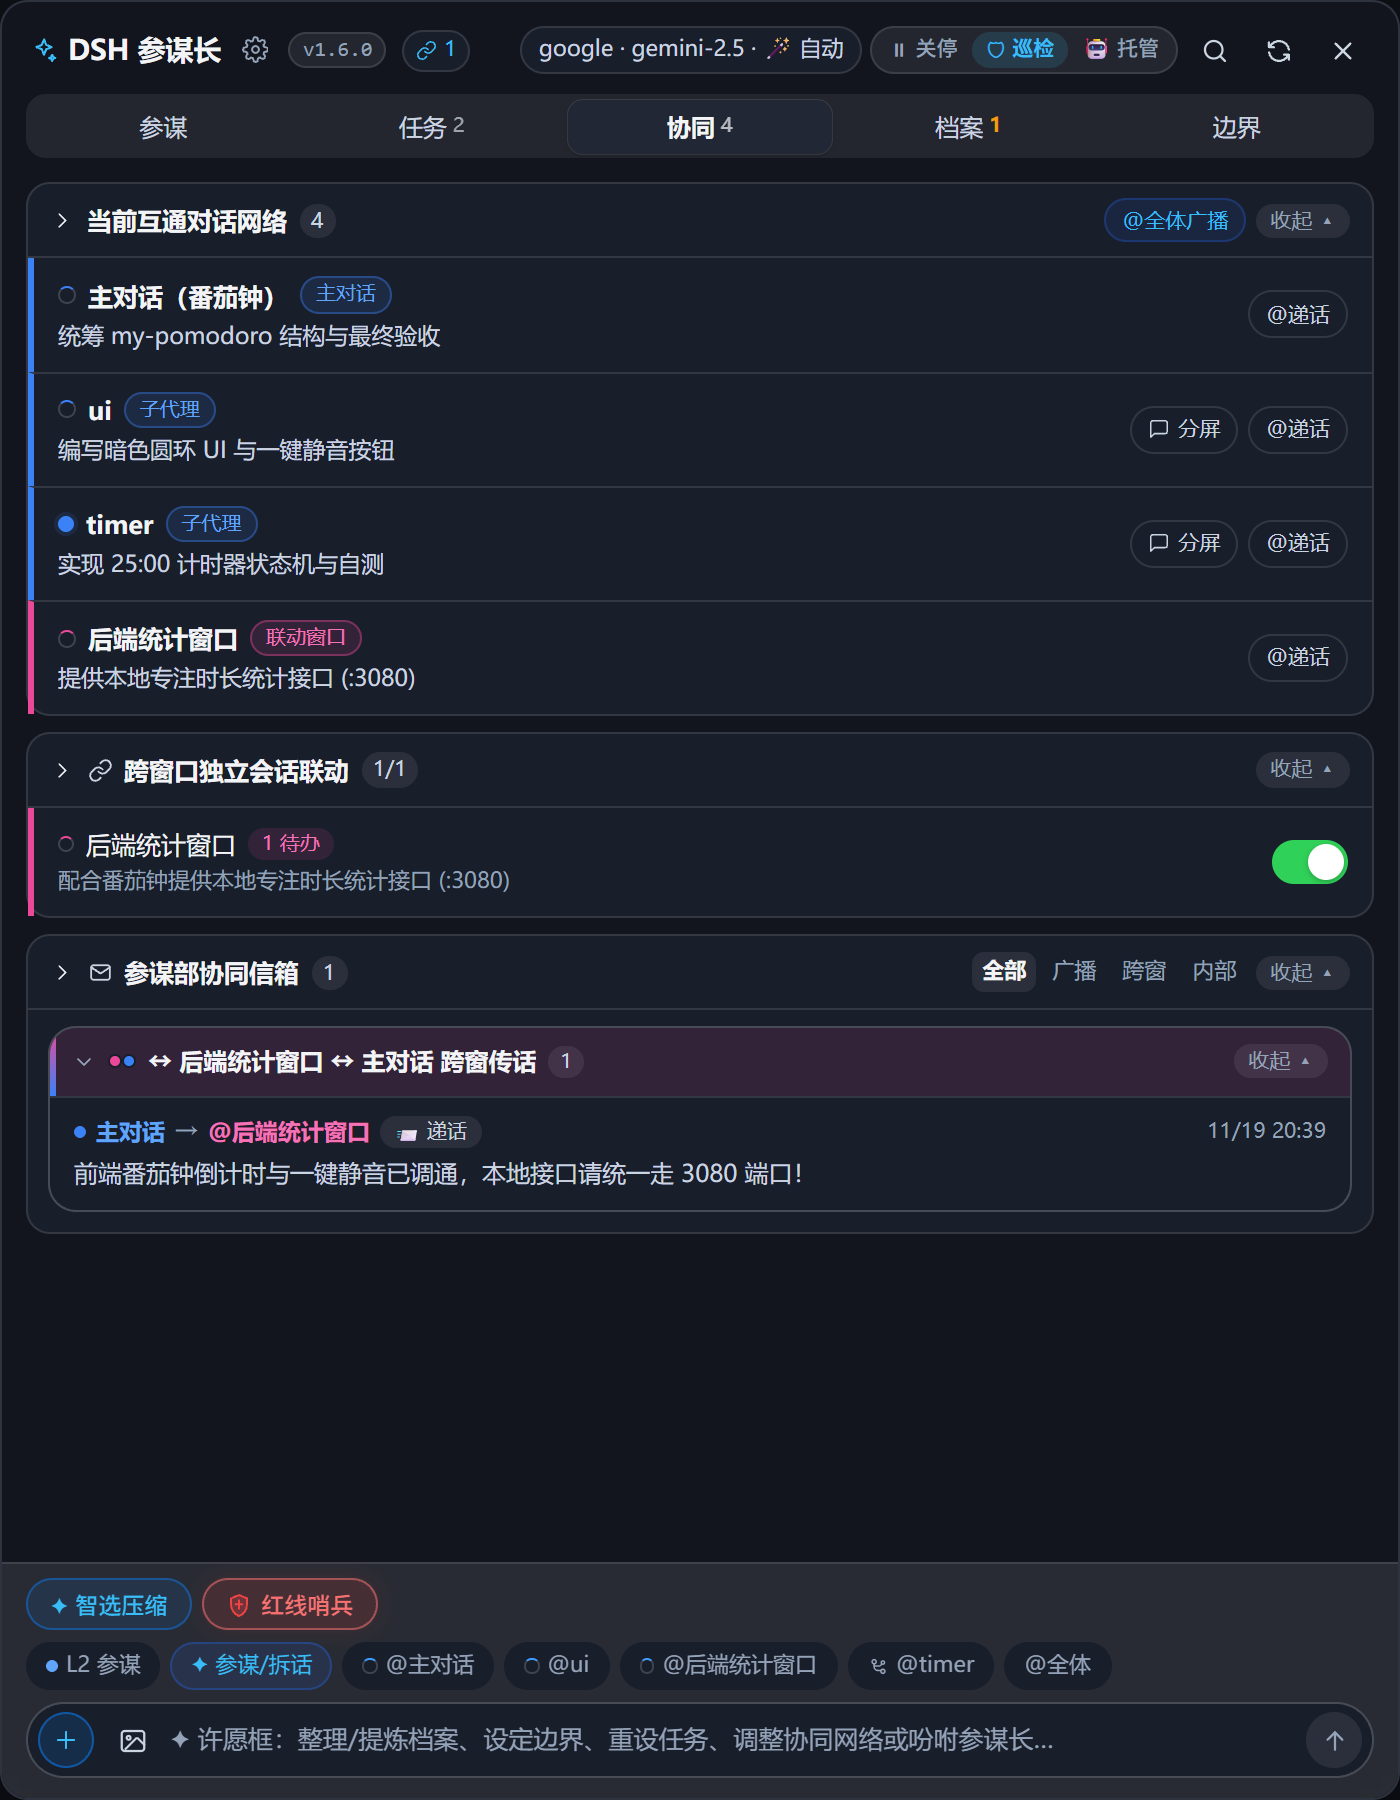 DSH 参谋长 v1.6.0 1 google · gemini-2.5 · 自动 关停 巡检 托管
参谋 任务 2 协同 4 档案 1 边界
当前互通对话网络 4 @全体广播 收起
主对话（番茄钟） 主对话
统筹 my-pomodoro 结构与最终验收
@递话
ui 子代理
编写暗色圆环 UI 与一键静音按钮
分屏 @递话
timer 子代理
实现 25:00 计时器状态机与自测
分屏 @递话
后端统计窗口 联动窗口
提供本地专注时长统计接口 (:3080)
@递话
跨窗口独立会话联动 1/1 收起
后端统计窗口 1 待办
配合番茄钟提供本地专注时长统计接口 (:3080)
参谋部协同信箱 1 全部 广播 跨窗 内部 收起
↔ 后端统计窗口 ↔ 主对话 跨窗传话 1 收起
主对话 → @后端统计窗口 递话 11/19 20:39
前端番茄钟倒计时与一键静音已调通，本地接口请统一走 3080 端口！
智选压缩 红线哨兵
L2 参谋 参谋/拆话 @主对话 @ui @后端统计窗口 @timer @全体
许愿框：整理/提炼档案、设定边界、重设任务、调整协同网络或吩咐参谋长...